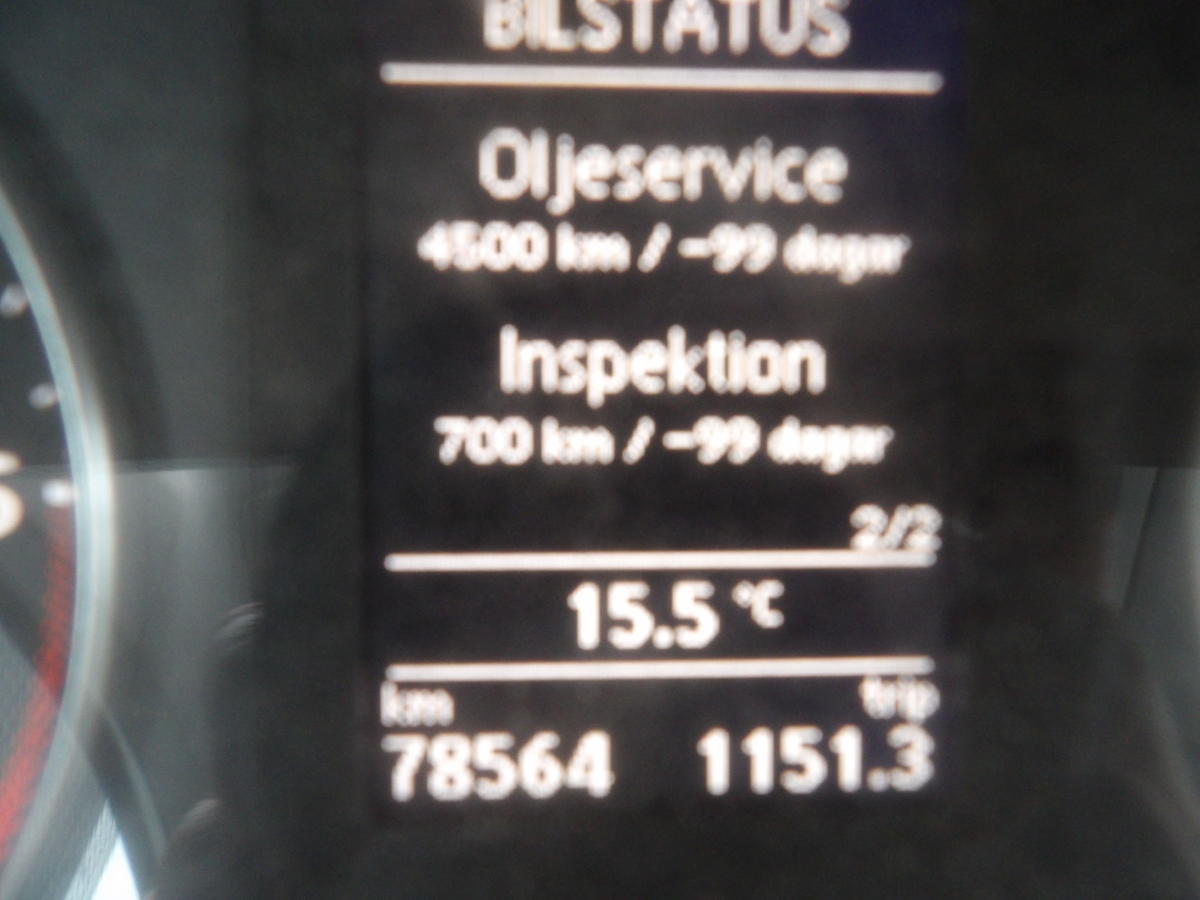 BILSTATUS
Oljeservice
4500 km / -99 dagar
Inspektion
700 km / -99 dagar
2/2
15.5 °C
km trip
78564 1151.3